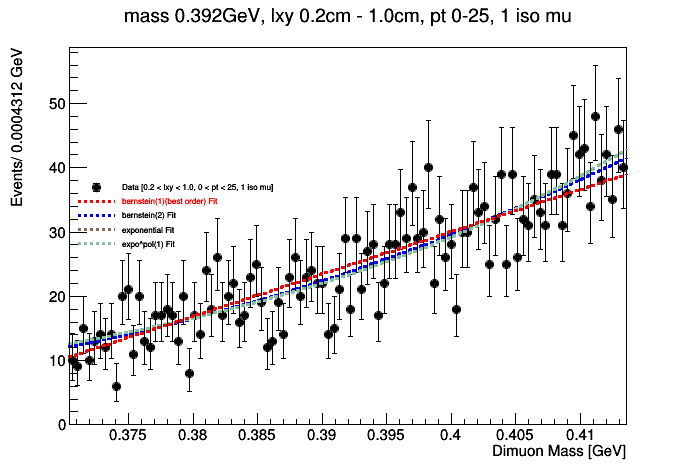 mass 0.392GeV, lxy 0.2cm - 1.0cm, pt 0-25, 1 iso mu
Events/ 0.0004312 GeV
50
40
30
20
10
0
Data [0.2 < lxy < 1.0, 0 < pt < 25, 1 iso mu]
bernstein(1)(best order) Fit
bernstein(2) Fit
exponential Fit
expo*pol(1) Fit
0.375 0.38 0.385 0.39 0.395 0.4 0.405 0.41
Dimuon Mass [GeV]